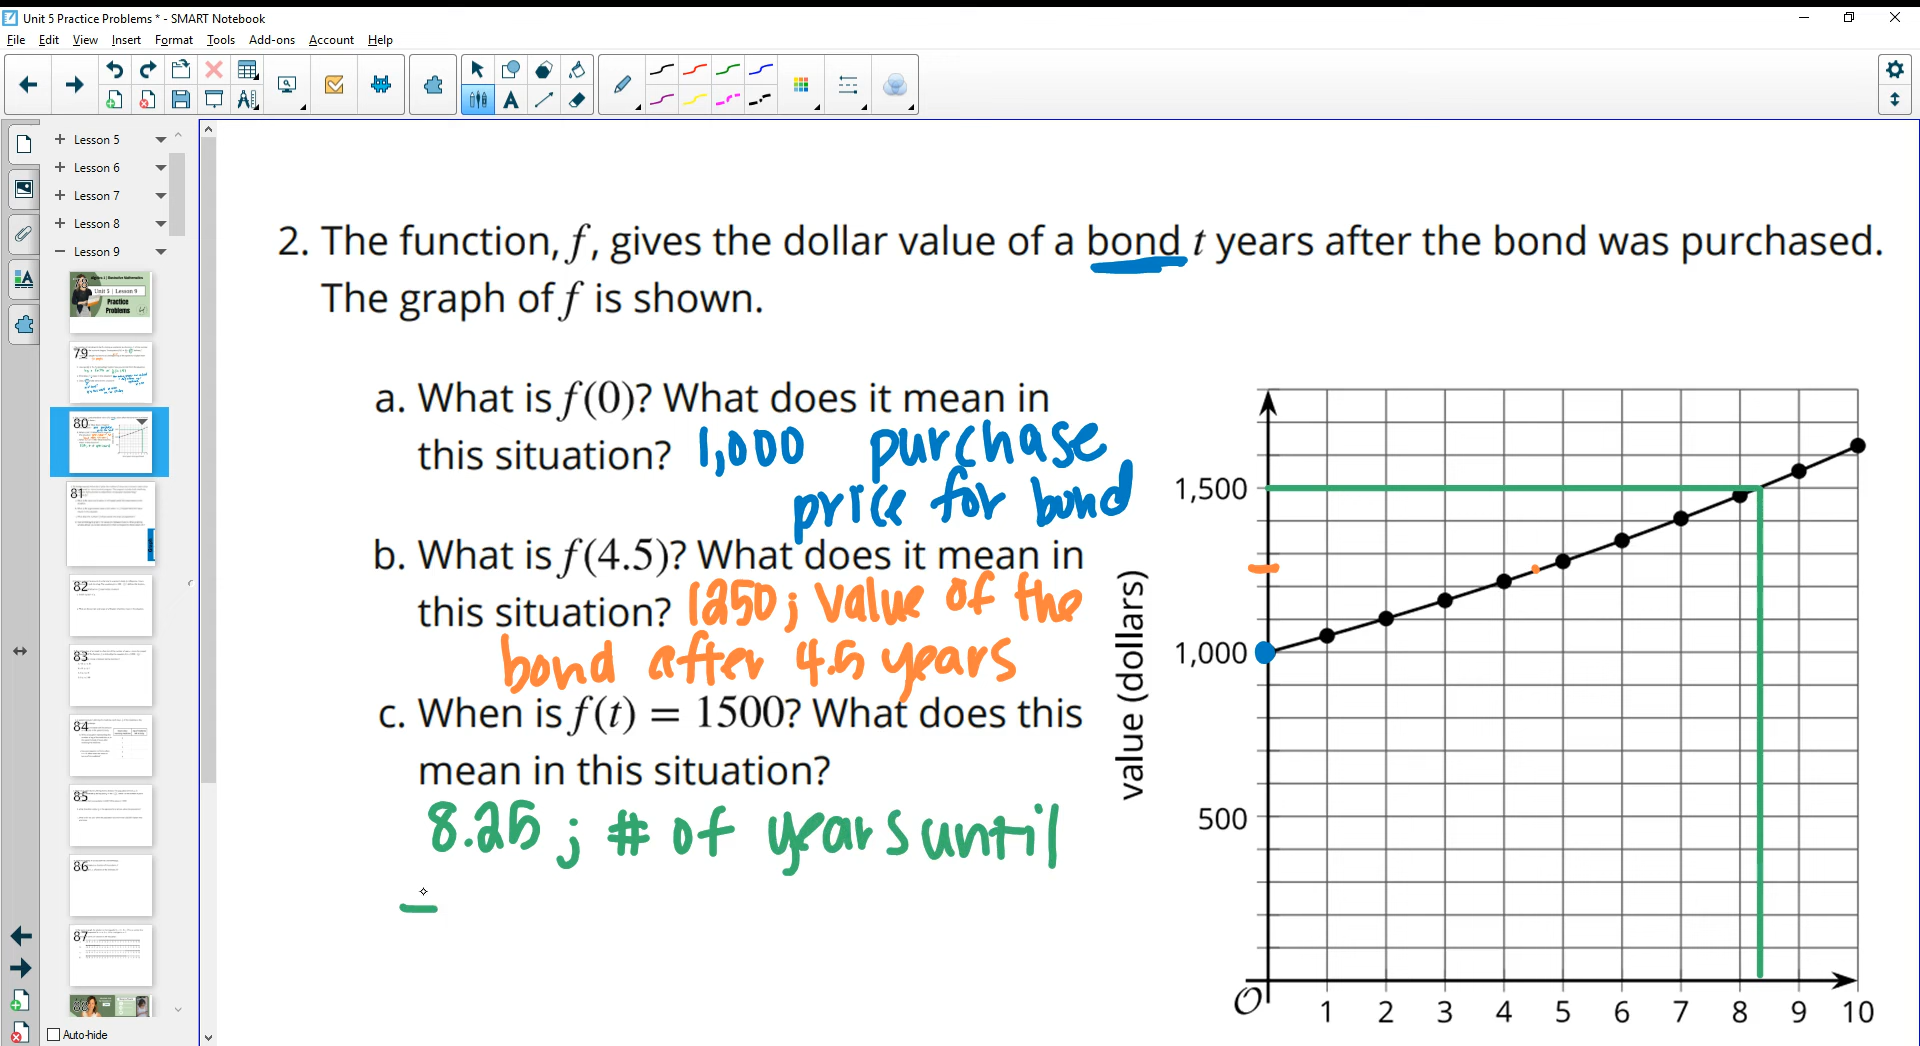 Unit 5 Practice Problems * - SMART Notebook
File Edit View Insert Format Tools Add-ons Account Help
Lesson 5
Lesson 6
Lesson 7
Lesson 8
Lesson 9
Unit 5 | Lesson 9
Practice
Problems
79
80
81
82
83
84
85
86
87
Auto-hide
2. The function, f, gives the dollar value of a bond t years after the bond was purchased.
The graph of f is shown.
a. What is f(0)? What does it mean in
this situation? 1,000 purchase
price for bond
b. What is f(4.5)? What does it mean in
this situation? 1250; value of the
bond after 4.5 years
c. When is f(t) = 1500? What does this
mean in this situation?
8.25; # of years until
value (dollars)
1,500
1,000
500
O 1 2 3 4 5 6 7 8 9 10